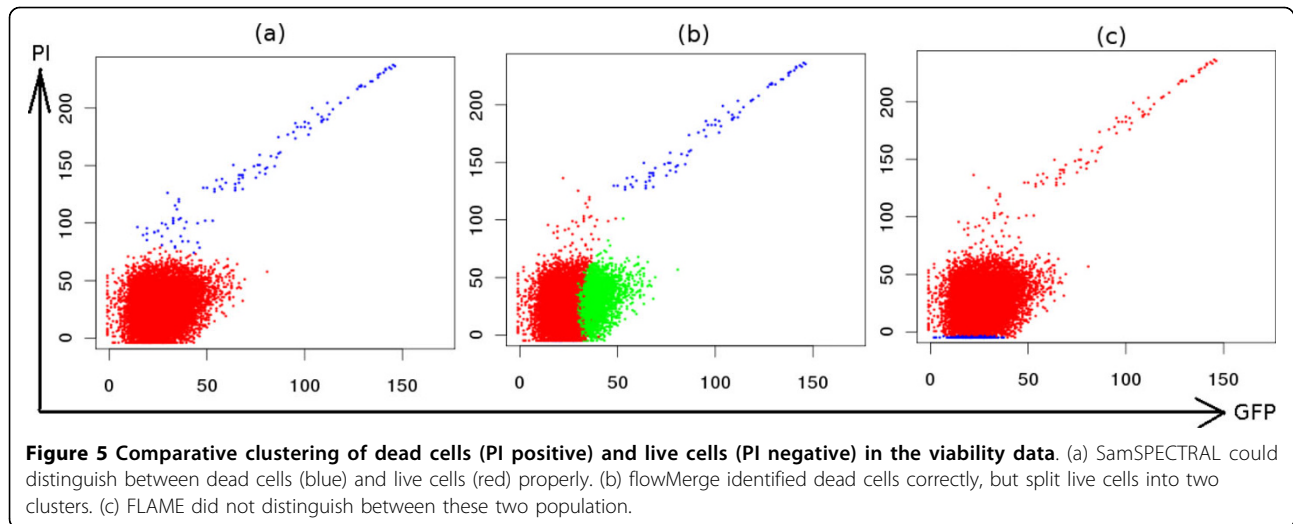 (a) (b) (c)
PI
200 200 200
150 150 150
100 100 100
50 50 50
0 0 0
0 50 100 150 0 50 100 150 0 50 100 150
GFP
Figure 5 Comparative clustering of dead cells (PI positive) and live cells (PI negative) in the viability data. (a) SamSPECTRAL could
distinguish between dead cells (blue) and live cells (red) properly. (b) flowMerge identified dead cells correctly, but split live cells into two
clusters. (c) FLAME did not distinguish between these two population.